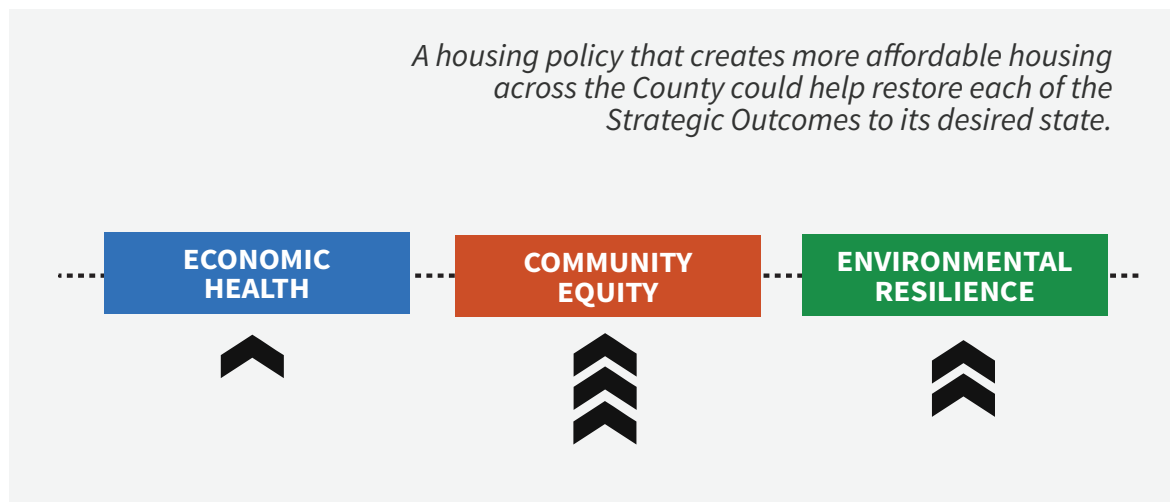 A housing policy that creates more affordable housing
across the County could help restore each of the
Strategic Outcomes to its desired state.
ECONOMIC
HEALTH
COMMUNITY
EQUITY
ENVIRONMENTAL
RESILIENCE